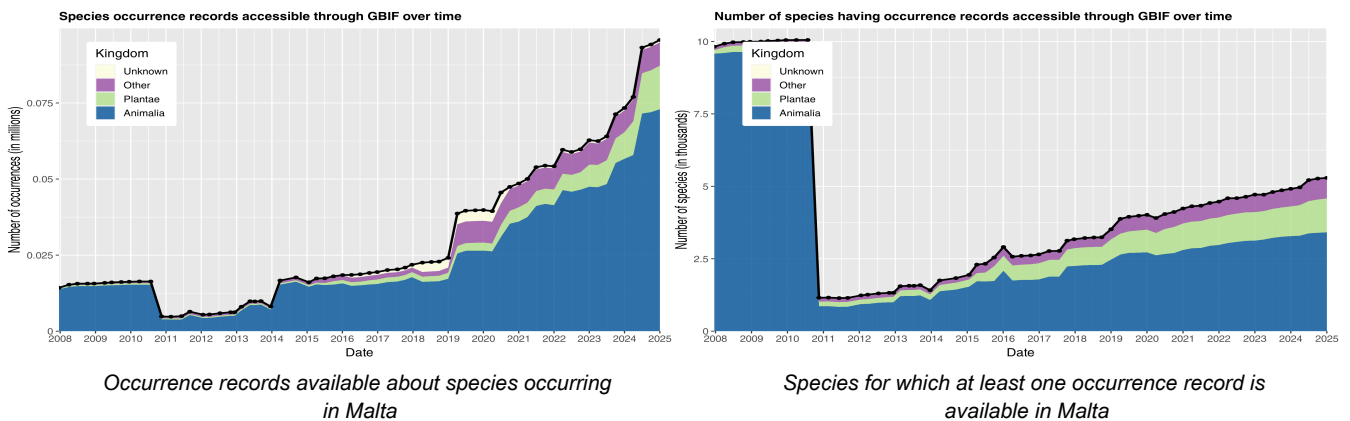 Species occurrence records accessible through GBIF over time
Number of occurrences (in millions)
0.075
0.05
0.025
0
Kingdom
Unknown
Other
Plantae
Animalia
2008 2009 2010 2011 2012 2013 2014 2015 2016 2017 2018 2019 2020 2021 2022 2023 2024 2025
Date
Occurrence records available about species occurring
in Malta
Number of species having occurrence records accessible through GBIF over time
Number of species (in thousands)
10
7.5
5
2.5
0
Kingdom
Unknown
Other
Plantae
Animalia
2008 2009 2010 2011 2012 2013 2014 2015 2016 2017 2018 2019 2020 2021 2022 2023 2024 2025
Date
Species for which at least one occurrence record is
available in Malta